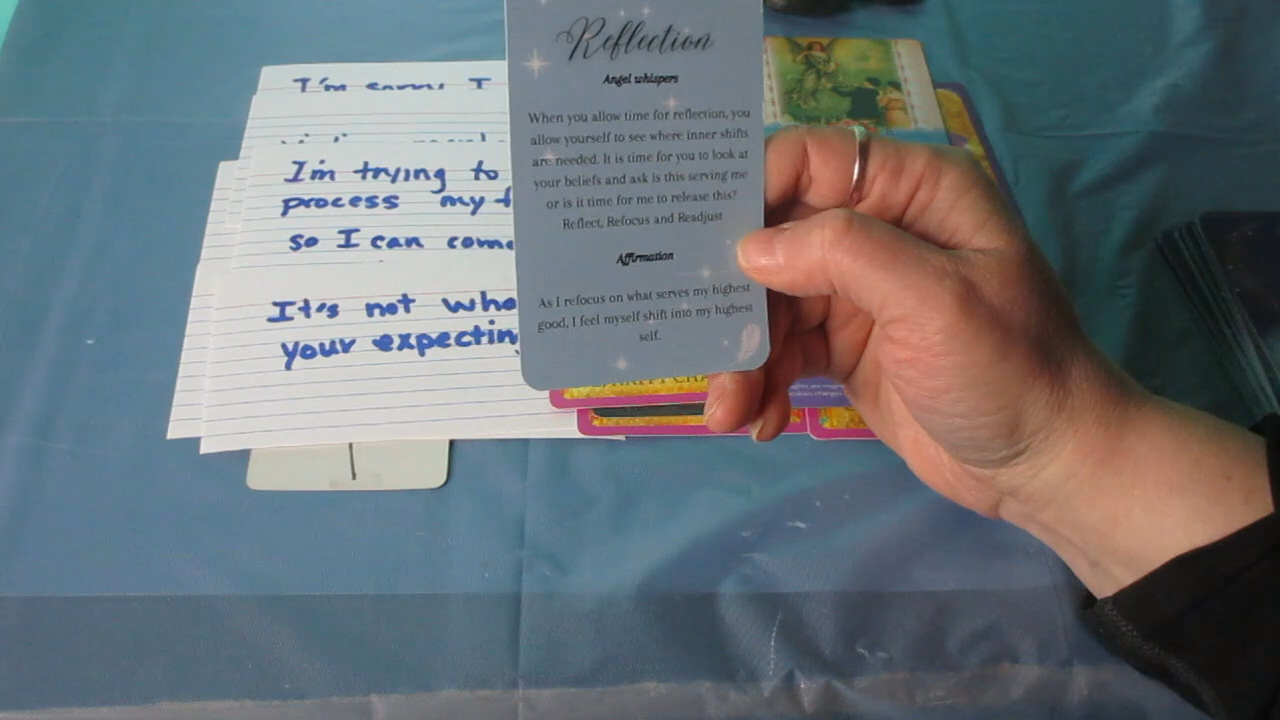 Reflection
Angel whispers
When you allow time for reflection, you
allow yourself to see where inner shifts
are needed. It is time for you to look at
your beliefs and ask is this serving me
or is it time for me to release this?
Reflect, Refocus and Readjust
Affirmation
As I refocus on what serves my highest
good, I feel myself shift into my highest
self.
I'm I
I'm trying to
process my
so I can
It's not
your